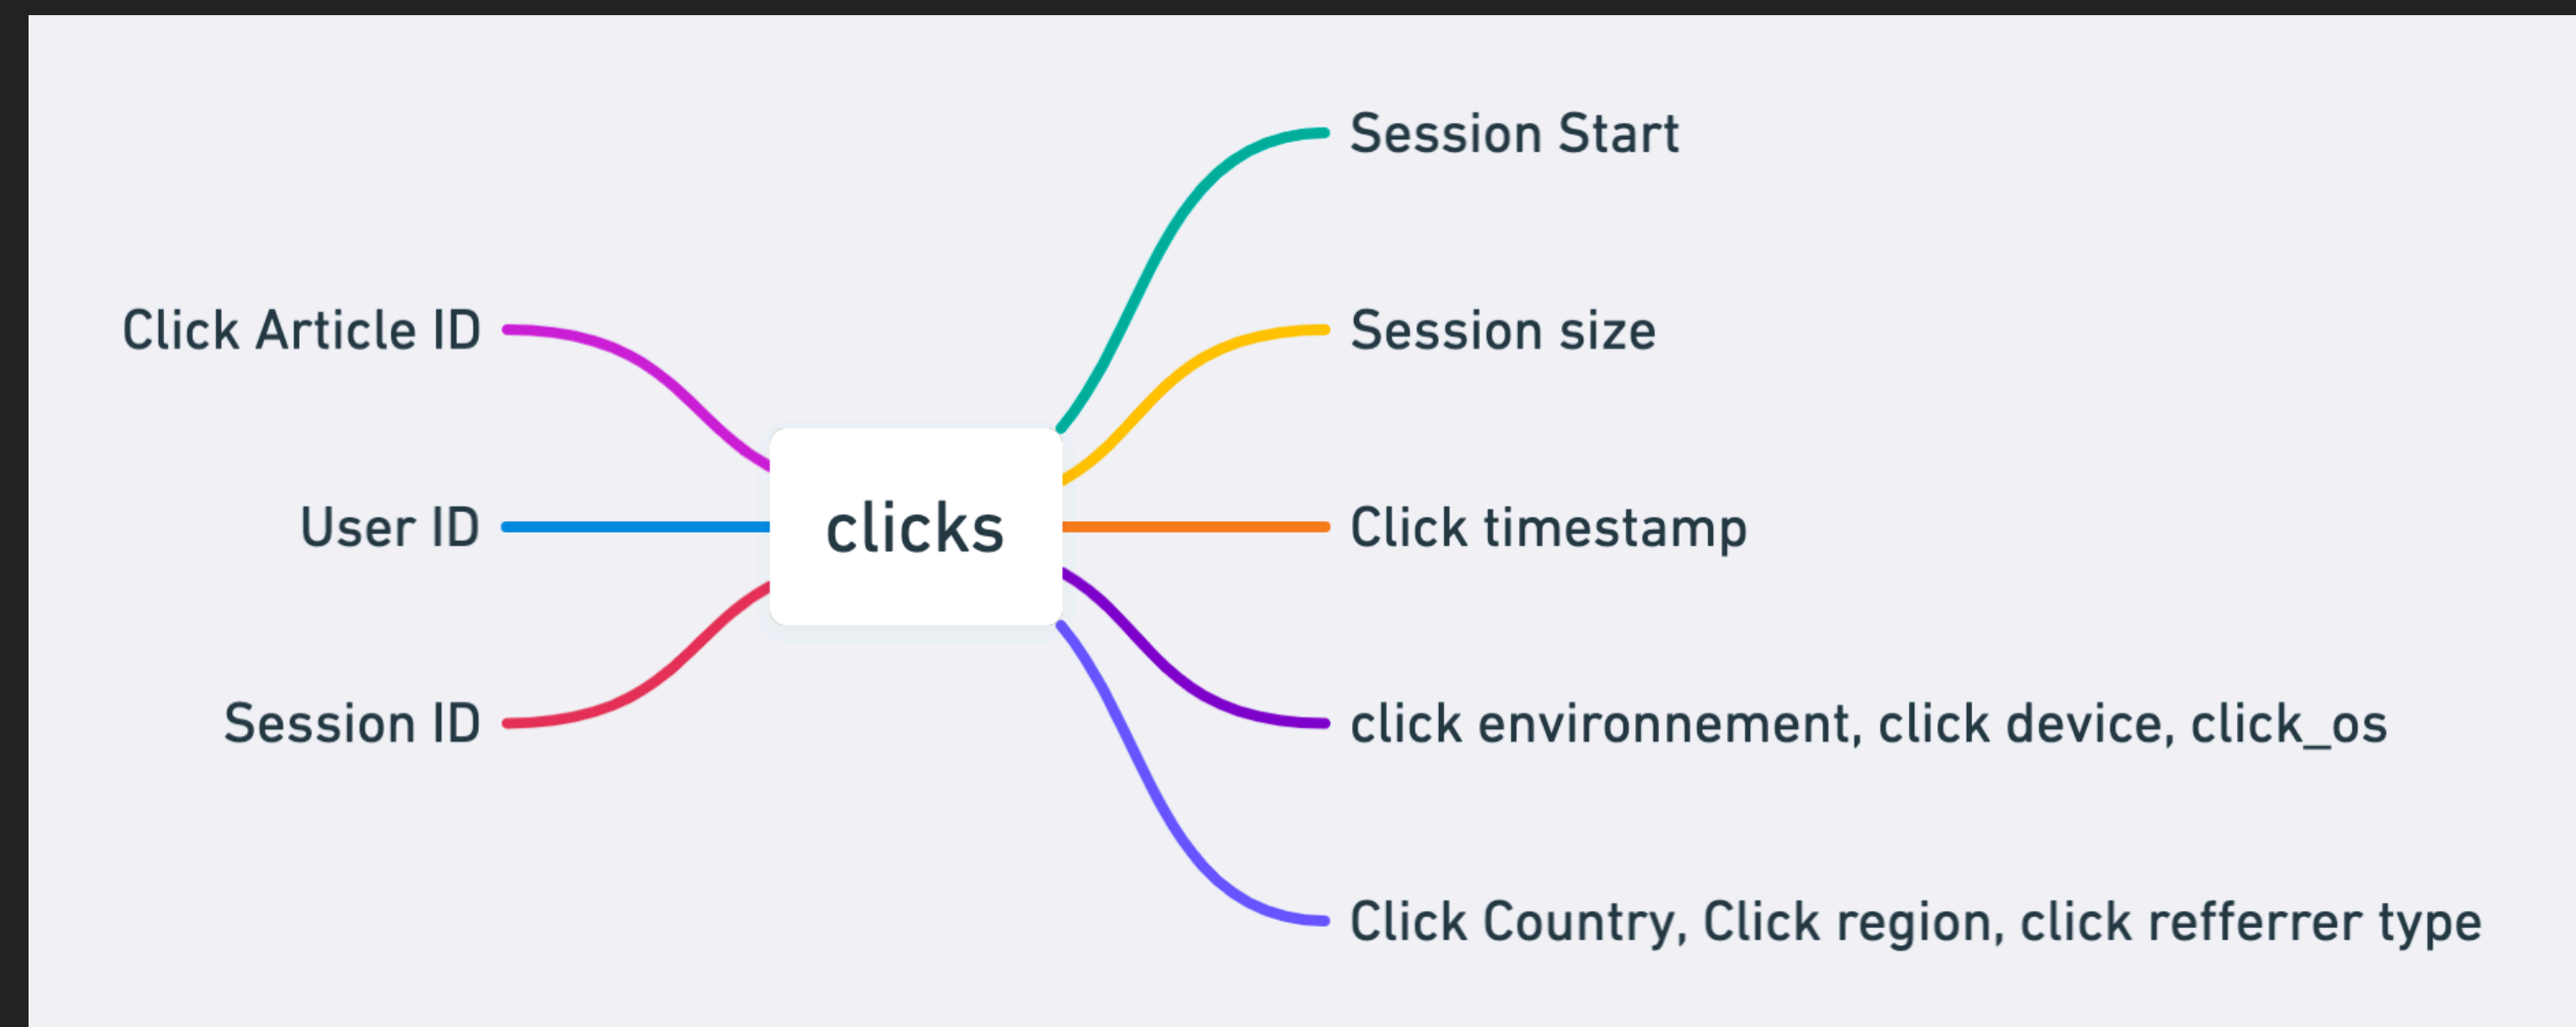 Click Article ID
User ID
Session ID
clicks
Session Start
Session size
Click timestamp
click environnement, click device, click_os
Click Country, Click region, click refferrer type